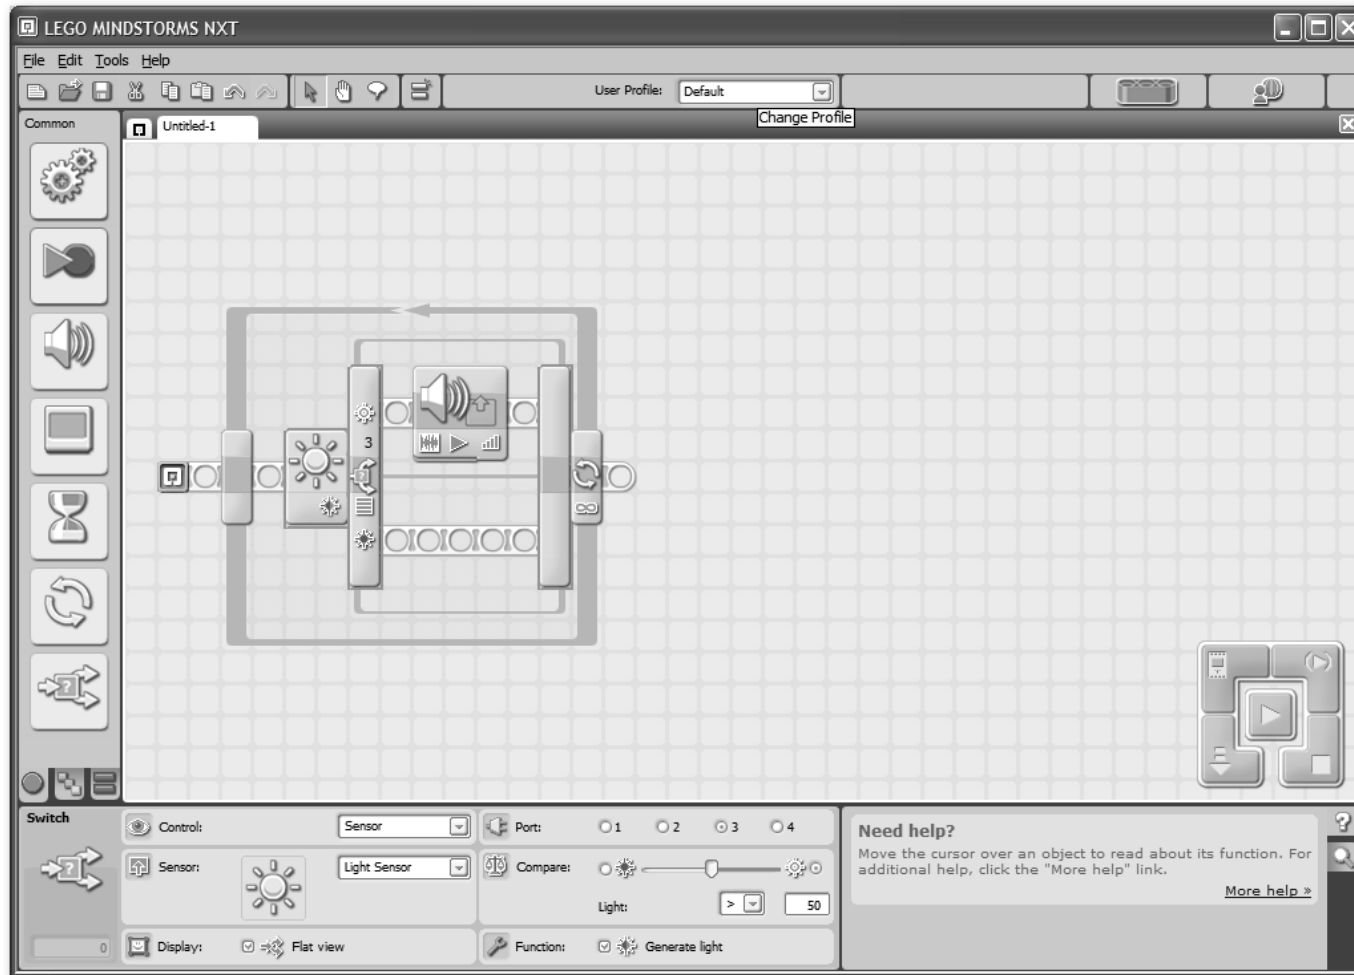 LEGO MINDSTORMS NXT
File Edit Tools Help
User Profile: Default
Change Profile
Common
Untitled-1
3
Switch
Control: Sensor
Port: 1 2 3 4
Sensor: Light Sensor
Compare:
Light: > 50
0
Display: Flat view
Function: Generate light
Need help?
Move the cursor over an object to read about its function. For
additional help, click the "More help" link.
More help »